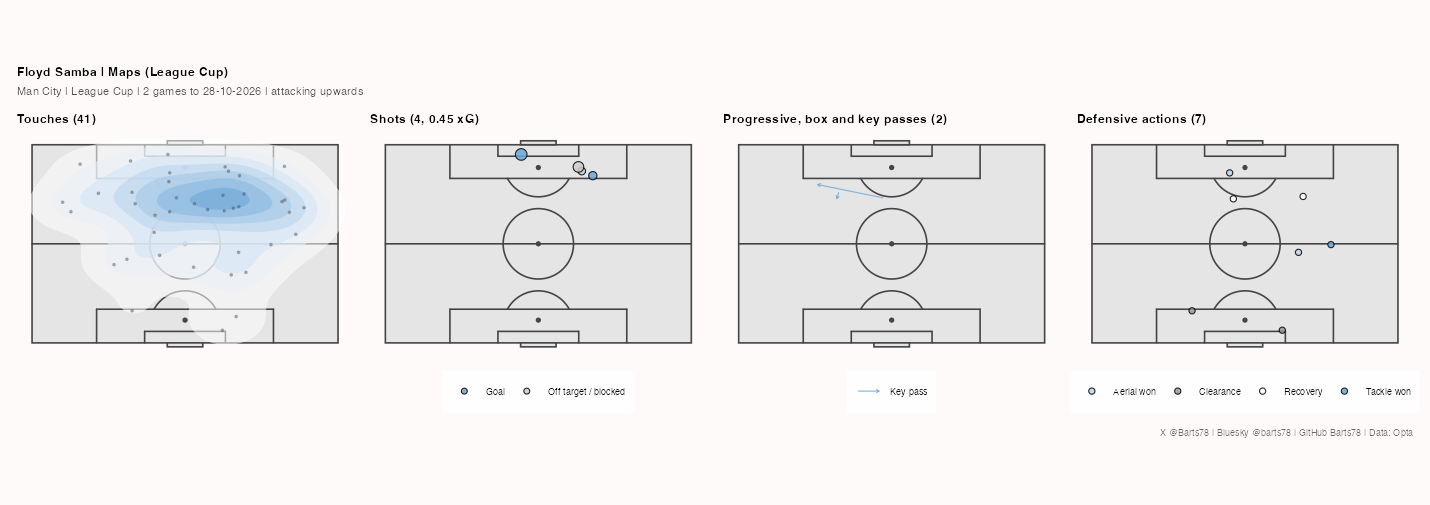 Floyd Samba | Maps (League Cup)
Man City | League Cup | 2 games to 28-10-2026 | attacking upwards
Touches (41)
Shots (4, 0.45 xG)
Progressive, box and key passes (2)
Defensive actions (7)
Goal
Off target / blocked
Key pass
Aerial won
Clearance
Recovery
Tackle won
X @Barts78 | Bluesky @barts78 | GitHub Barts78 | Data: Opta